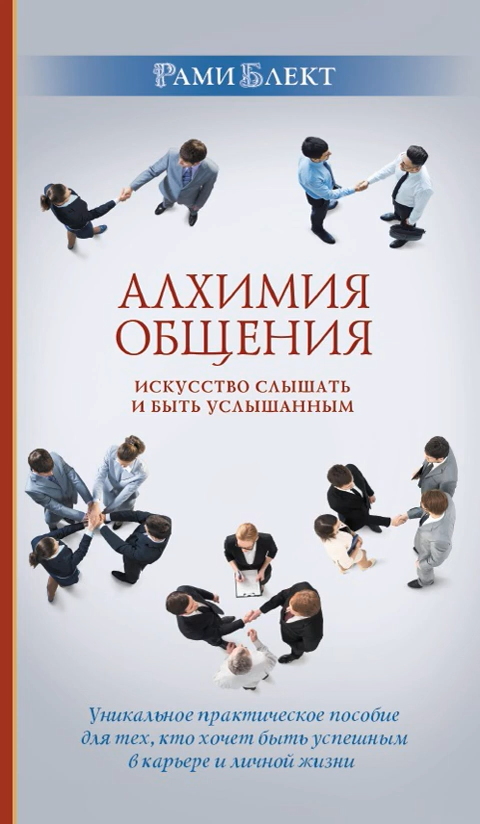 Рами Блект
Алхимия
общения
искусство слышать
и быть услышанным
Уникальное практическое пособие
для тех, кто хочет быть успешным
в карьере и личной жизни